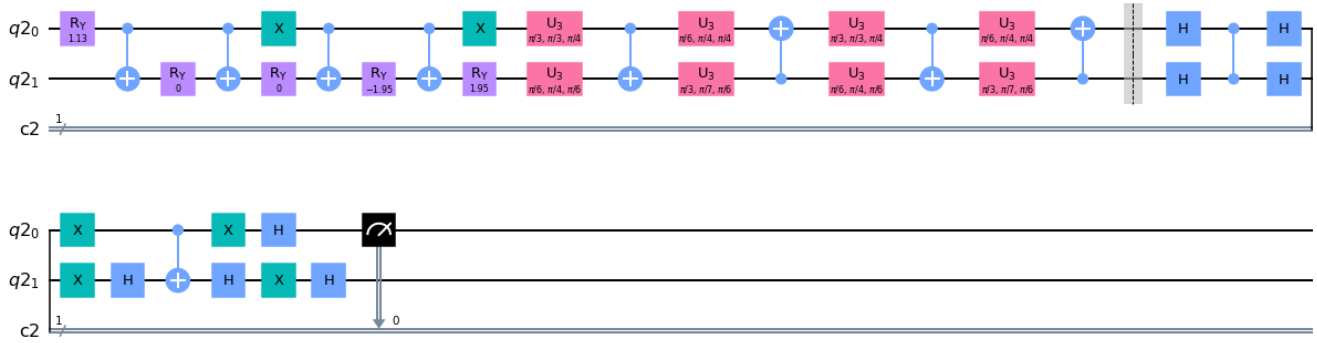 q2₀ R_Y 1.13 X X U₃ π/3, π/3, π/4 U₃ π/6, π/4, π/4 U₃ π/3, π/3, π/4 U₃ π/6, π/4, π/4 H H
q2₁ R_Y 0 R_Y 0 R_Y −1.95 R_Y 1.95 U₃ π/6, π/4, π/6 U₃ π/3, π/7, π/6 U₃ π/6, π/4, π/6 U₃ π/3, π/7, π/6 H H
c2 1
q2₀ X X H
q2₁ X H H X H
c2 1 0